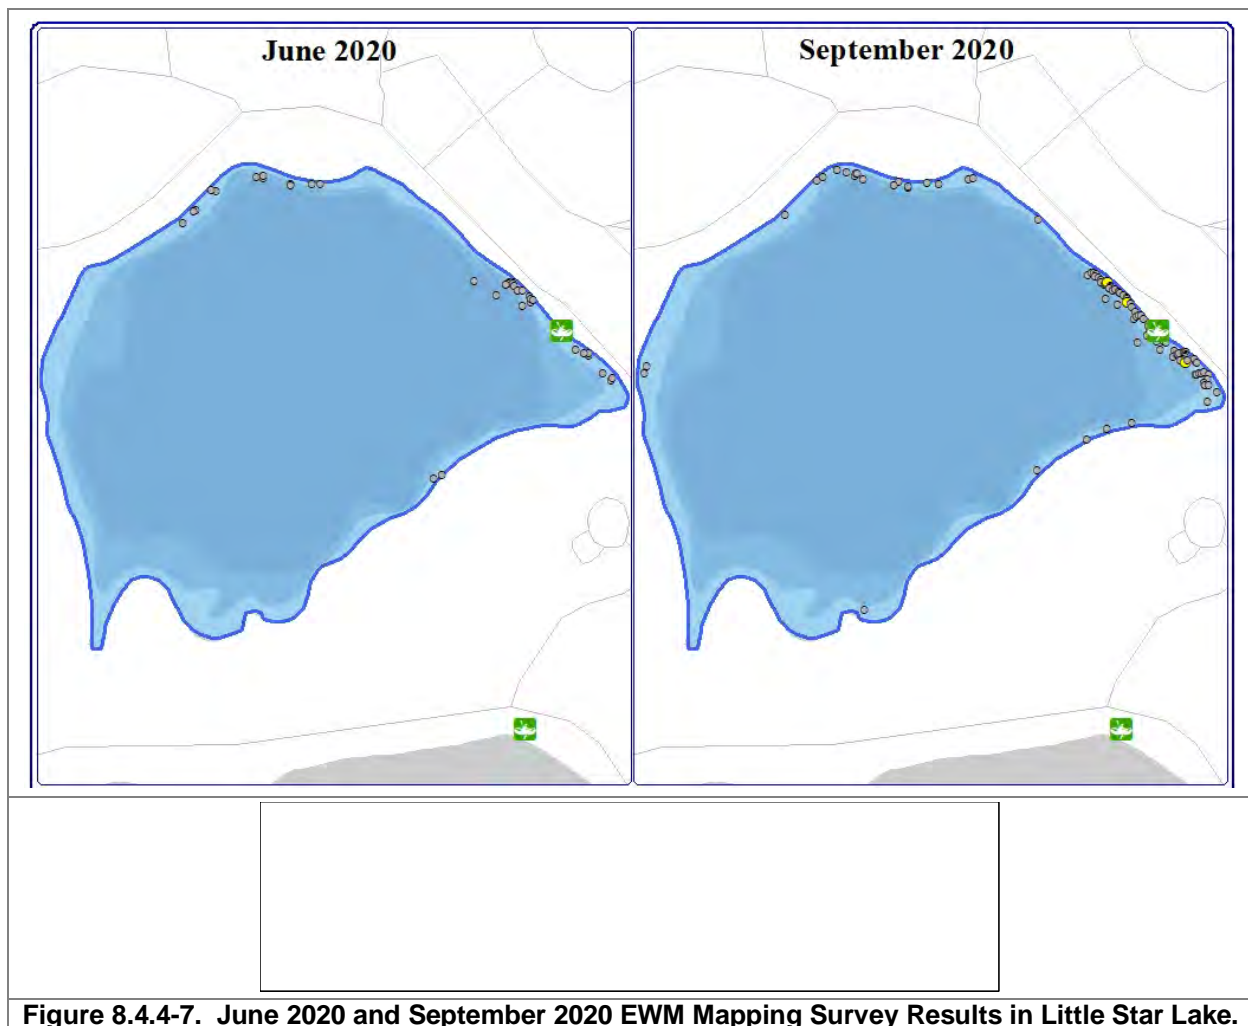 June 2020
September 2020
Figure 8.4.4-7. June 2020 and September 2020 EWM Mapping Survey Results in Little Star Lake.